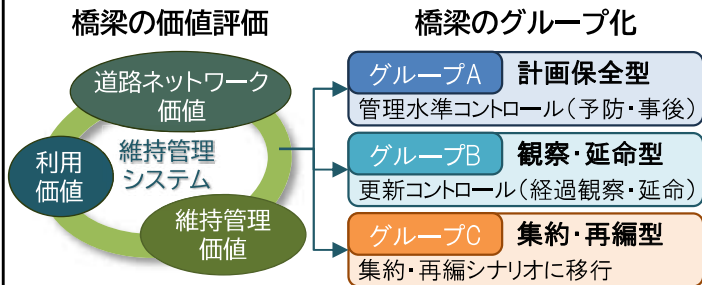 橋梁の価値評価
道路ネットワーク
価値
利用
価値
維持管理
システム
維持管理
価値
橋梁のグループ化
グループA 計画保全型
管理水準コントロール(予防・事後)
グループB 観察・延命型
更新コントロール(経過観察・延命)
グループC 集約・再編型
集約・再編シナリオに移行